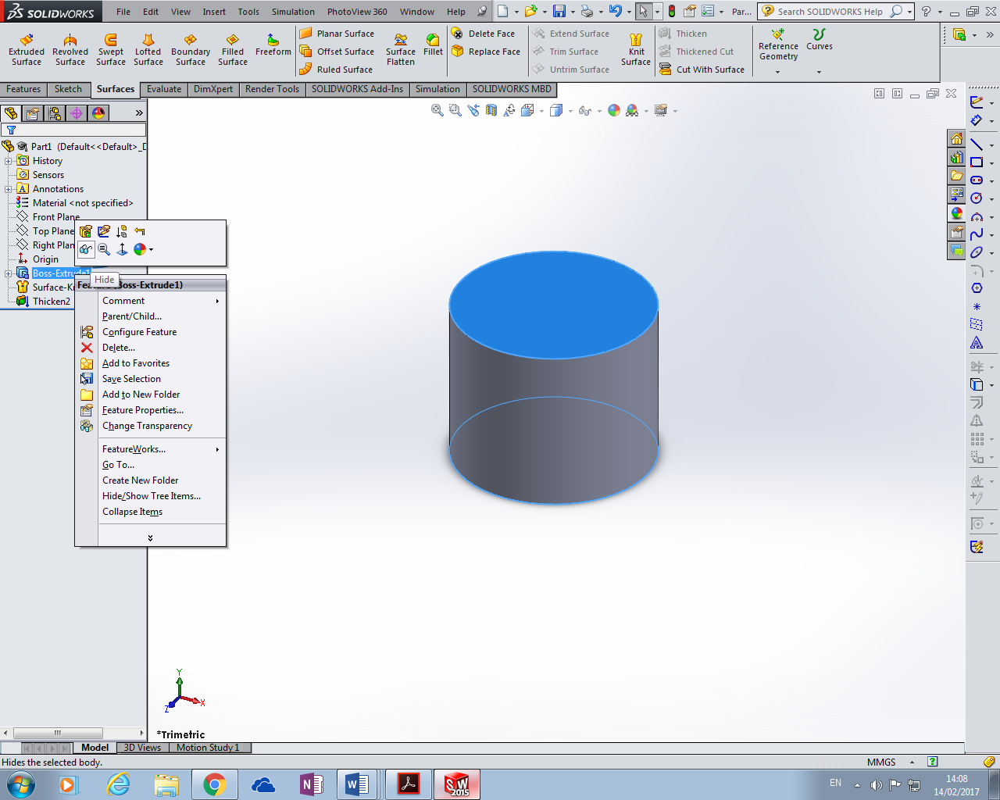 SOLIDWORKS File Edit View Insert Tools Simulation PhotoView 360 Window Help Par... Search SOLIDWORKS Help ?
Extruded Surface
Revolved Surface
Swept Surface
Lofted Surface
Boundary Surface
Filled Surface
Freeform
Planar Surface
Offset Surface
Ruled Surface
Surface Flatten
Fillet
Delete Face
Replace Face
Extend Surface
Trim Surface
Untrim Surface
Knit Surface
Thicken
Thickened Cut
Cut With Surface
Reference Geometry
Curves
Features Sketch Surfaces Evaluate DimXpert Render Tools SOLIDWORKS Add-Ins Simulation SOLIDWORKS MBD
Part1 (Default<<Default>_D
History
Sensors
Annotations
Material <not specified>
Front Plane
Top Plane
Right Plan
Origin
Boss-Extrude1
Surface-Kn
Thicken2
Hide
Feature (Boss-Extrude1)
Comment
Parent/Child...
Configure Feature
Delete...
Add to Favorites
Save Selection
Add to New Folder
Feature Properties...
Change Transparency
FeatureWorks...
Go To...
Create New Folder
Hide/Show Tree Items...
Collapse Items
Y
X
Z
*Trimetric
Model 3D Views Motion Study 1
Hides the selected body. MMGS ?
EN 14:08
14/02/2017
SW
2015